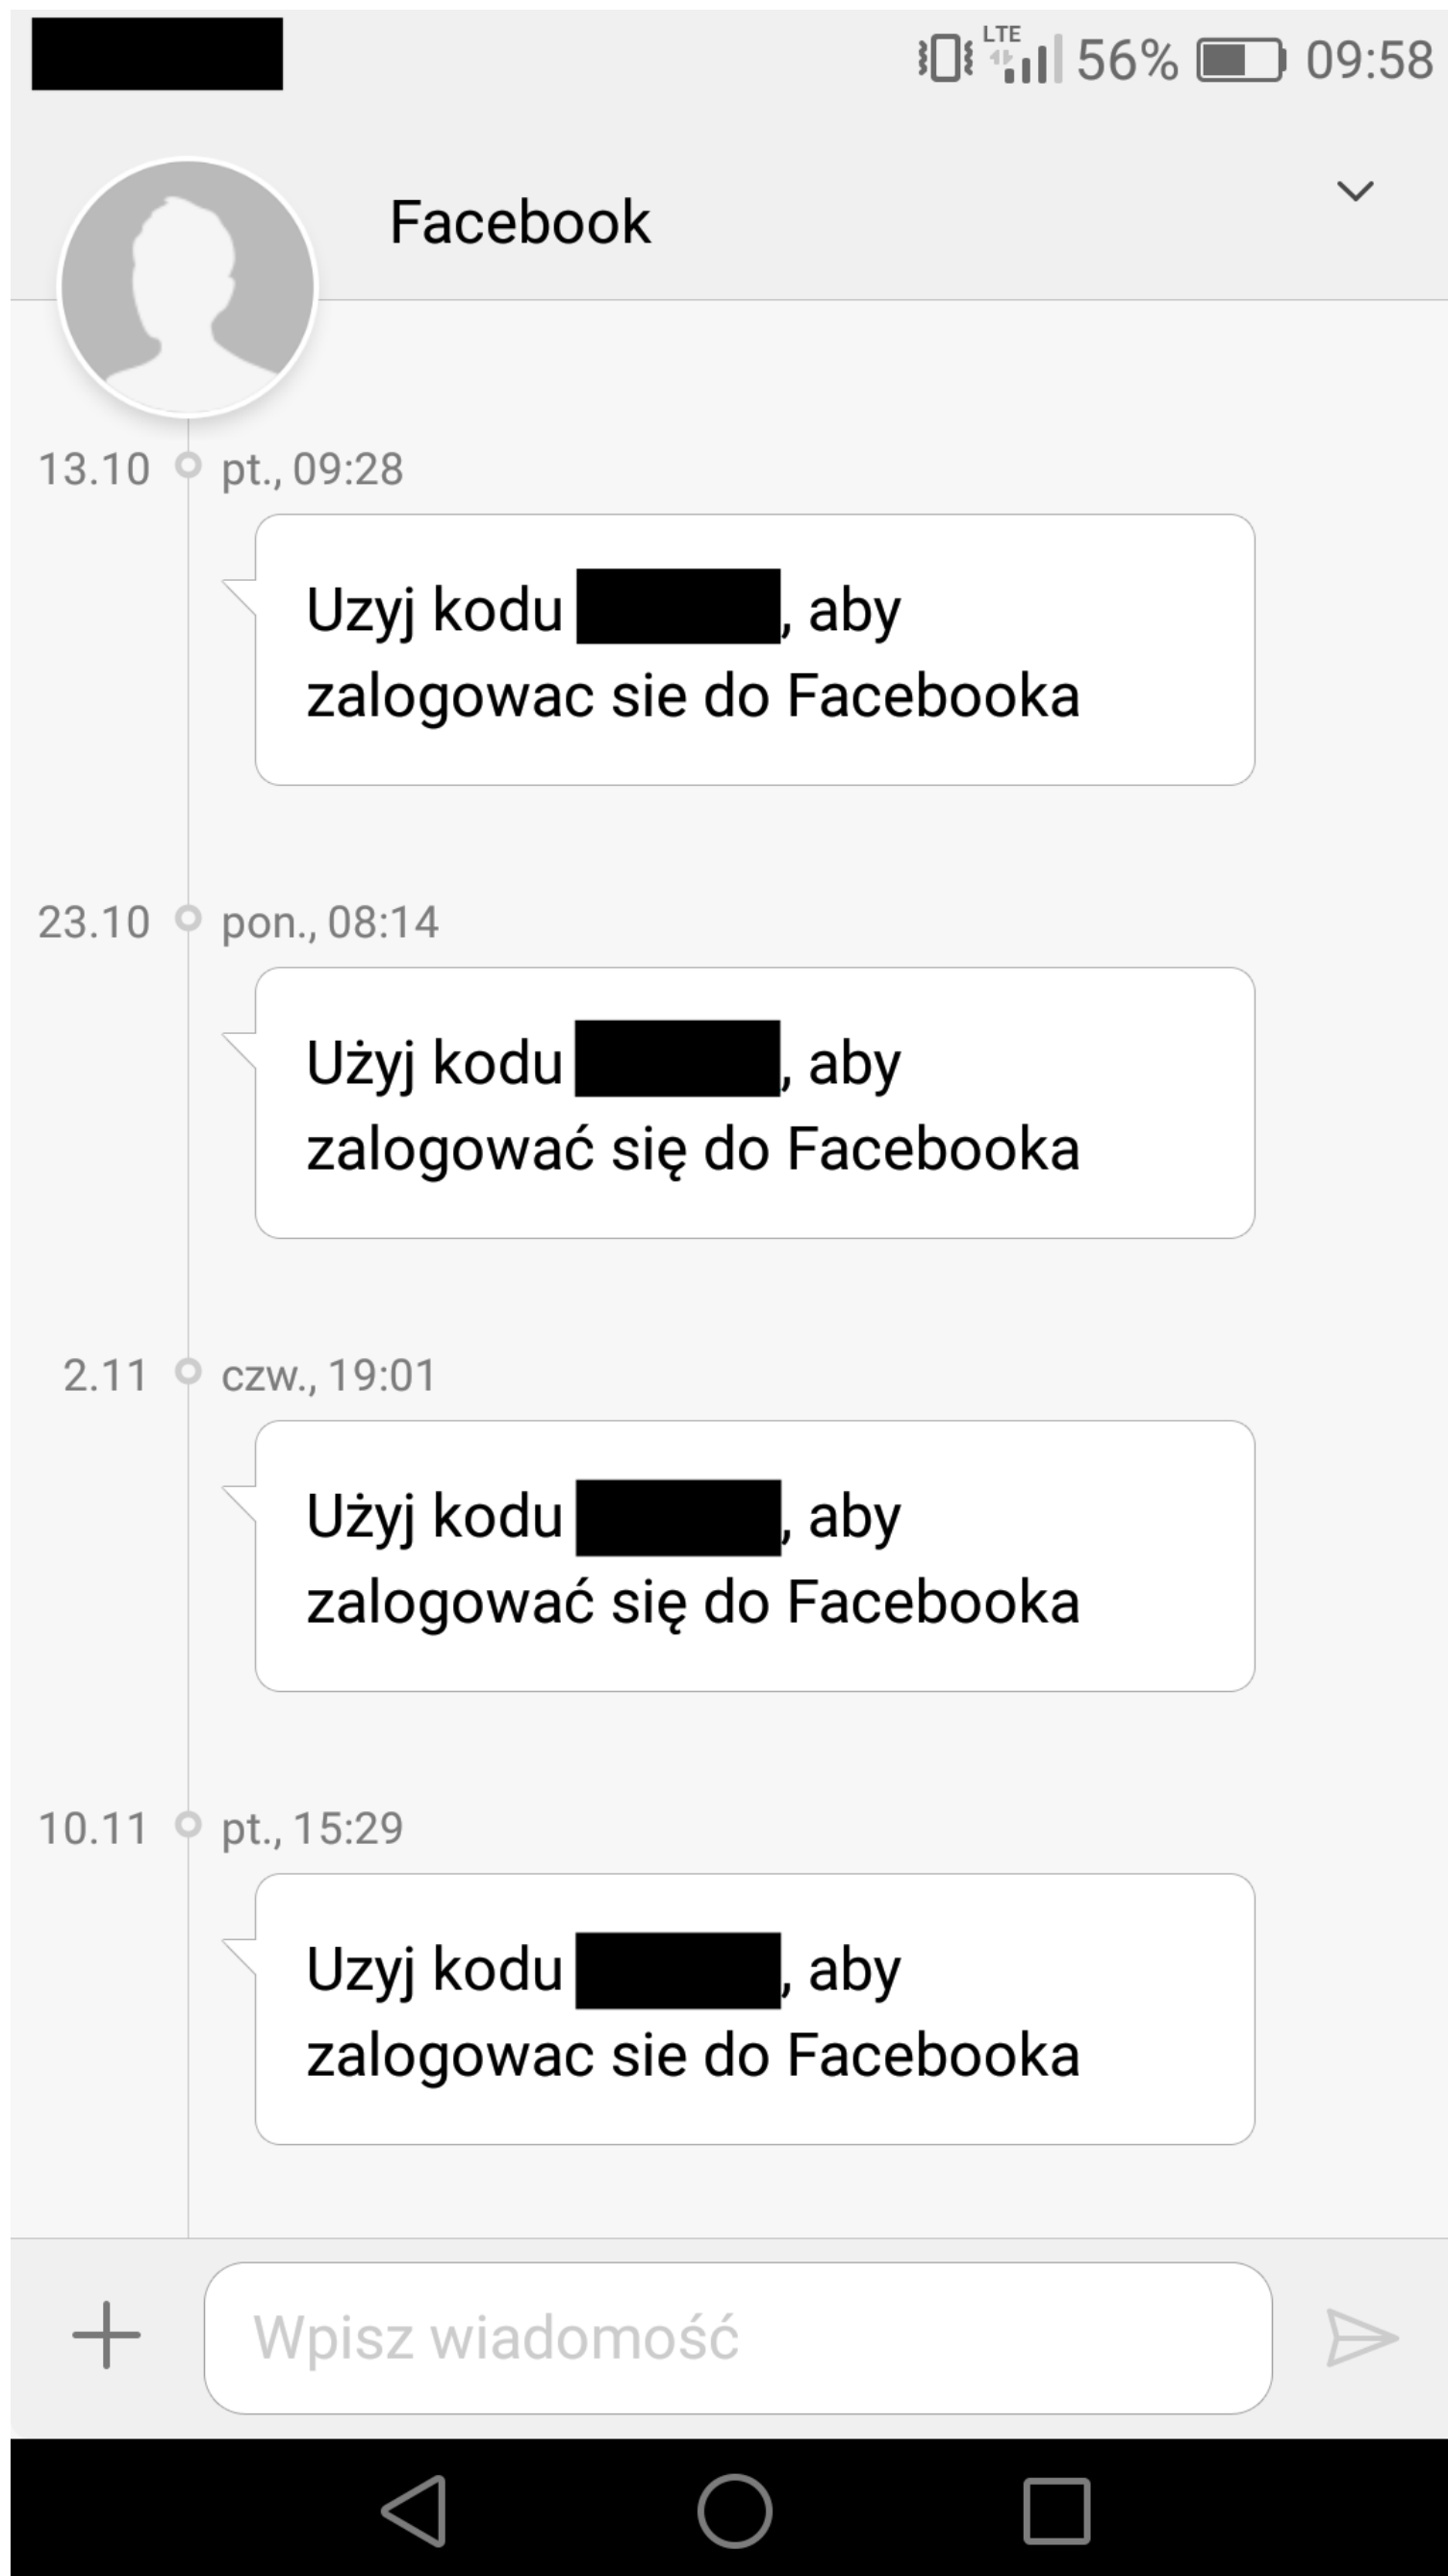 LTE 56% 09:58
Facebook
13.10 pt., 09:28
Uzyj kodu , aby
zalogowac sie do Facebooka
23.10 pon., 08:14
Użyj kodu , aby
zalogować się do Facebooka
2.11 czw., 19:01
Użyj kodu , aby
zalogować się do Facebooka
10.11 pt., 15:29
Uzyj kodu , aby
zalogowac sie do Facebooka
Wpisz wiadomość